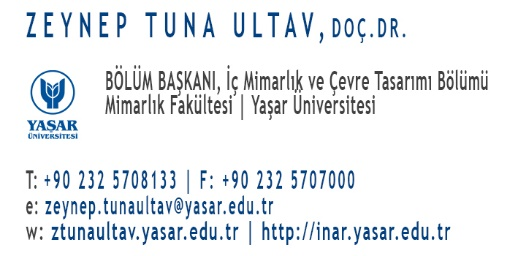 ZEYNEP TUNA ULTAV, DOÇ.DR.
BÖLÜM BAŞKANI, İç Mimarlık ve Çevre Tasarımı Bölümü
Mimarlık Fakültesi | Yaşar Üniversitesi
YAŞAR
ÜNİVERSİTESİ
T: +90 232 5708133 | F: +90 232 5707000
e: zeynep.tunaultav@yasar.edu.tr
w: ztunaultav.yasar.edu.tr | http://inar.yasar.edu.tr